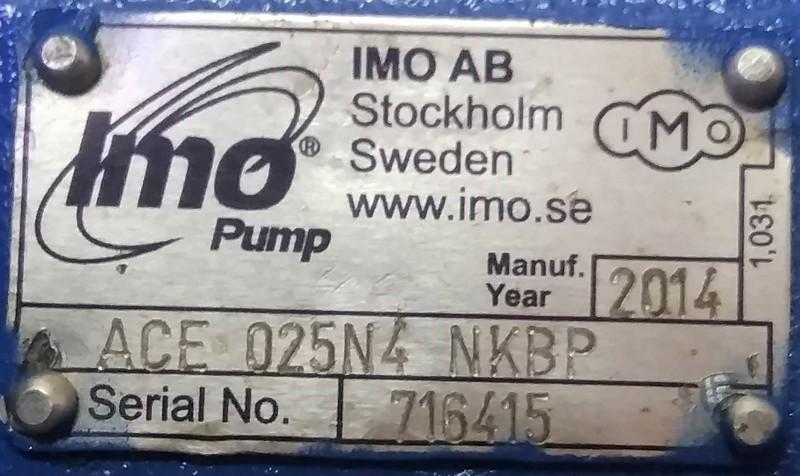 Imo®
Pump
IMO AB
Stockholm
Sweden
www.imo.se
IMO
1,031
Manuf.
Year
2014
ACE 025N4 NKBP
Serial No.
716415